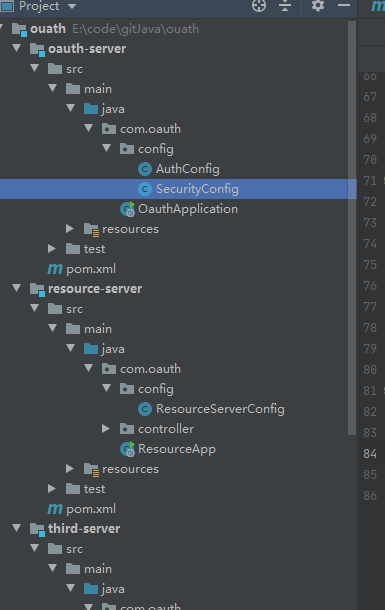 Project
ouath E:\code\gitJava\ouath
oauth-server
src
main
java
com.oauth
config
AuthConfig
SecurityConfig
OauthApplication
resources
test
pom.xml
resource-server
src
main
java
com.oauth
config
ResourceServerConfig
controller
ResourceApp
resources
test
pom.xml
third-server
src
main
java
com.oauth
66
67
68
69
70
71
72
73
74
75
76
77
78
79
80
81
82
83
84
85
86